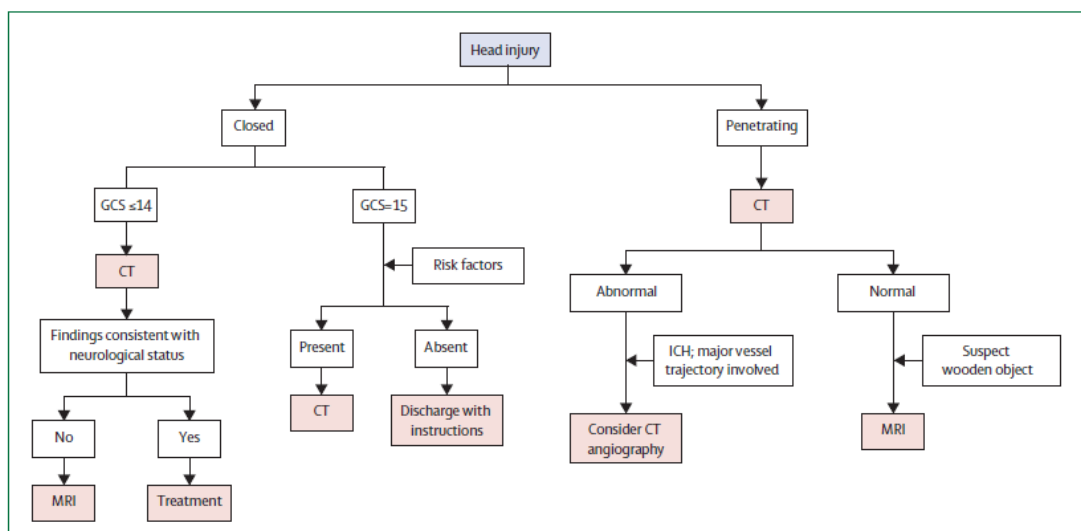 Head injury
Closed
Penetrating
GCS ≤14
GCS=15
CT
CT
Risk factors
Abnormal
Normal
Findings consistent with
neurological status
Present
Absent
ICH; major vessel
trajectory involved
Suspect
wooden object
No
Yes
CT
Discharge with
instructions
Consider CT
angiography
MRI
MRI
Treatment